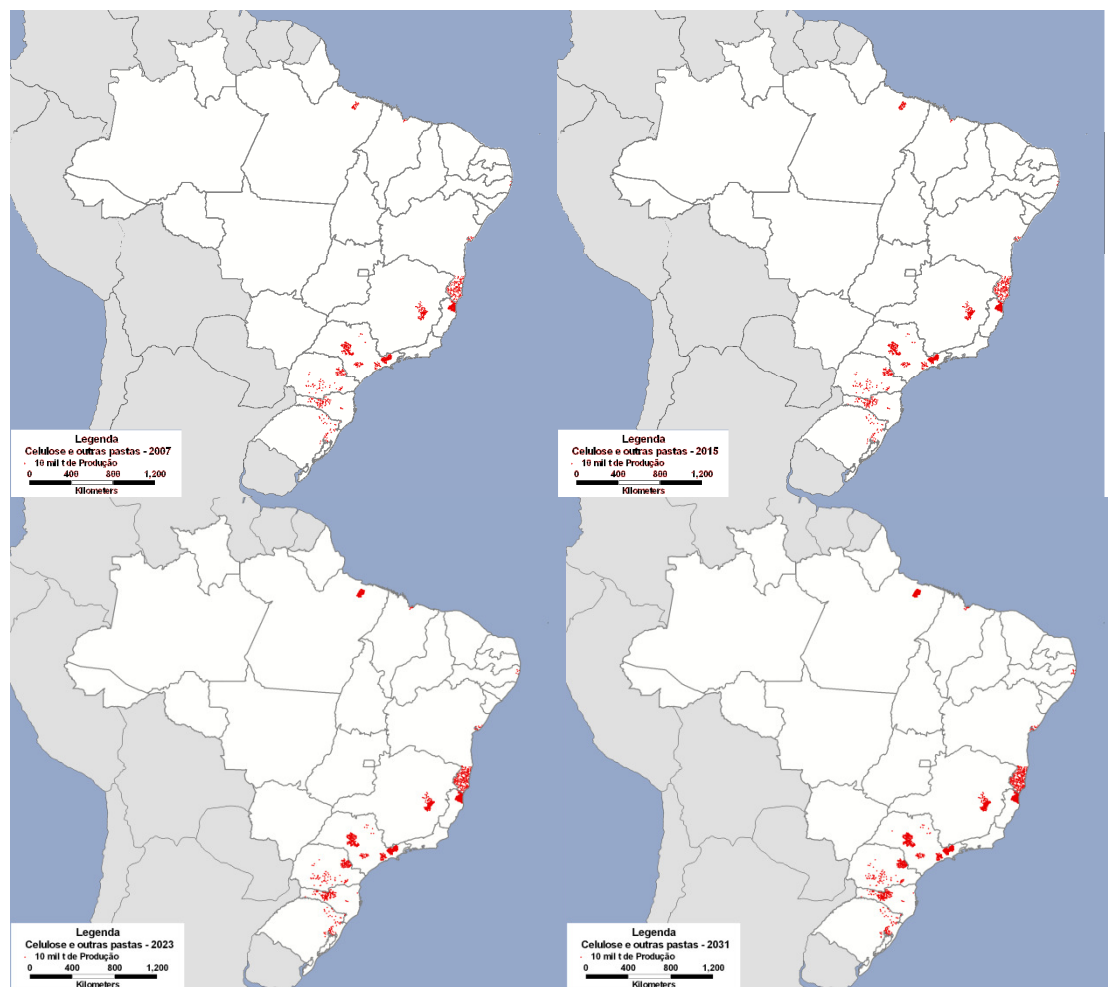 Legenda
Celulose e outras pastas - 2007
10 mil t de Produção
0 400 800 1,200
Kilometers
Legenda
Celulose e outras pastas - 2015
10 mil t de Produção
0 400 800 1,200
Kilometers
Legenda
Celulose e outras pastas - 2023
10 mil t de Produção
0 400 800 1,200
Kilometers
Legenda
Celulose e outras pastas - 2031
10 mil t de Produção
0 400 800 1,200
Kilometers